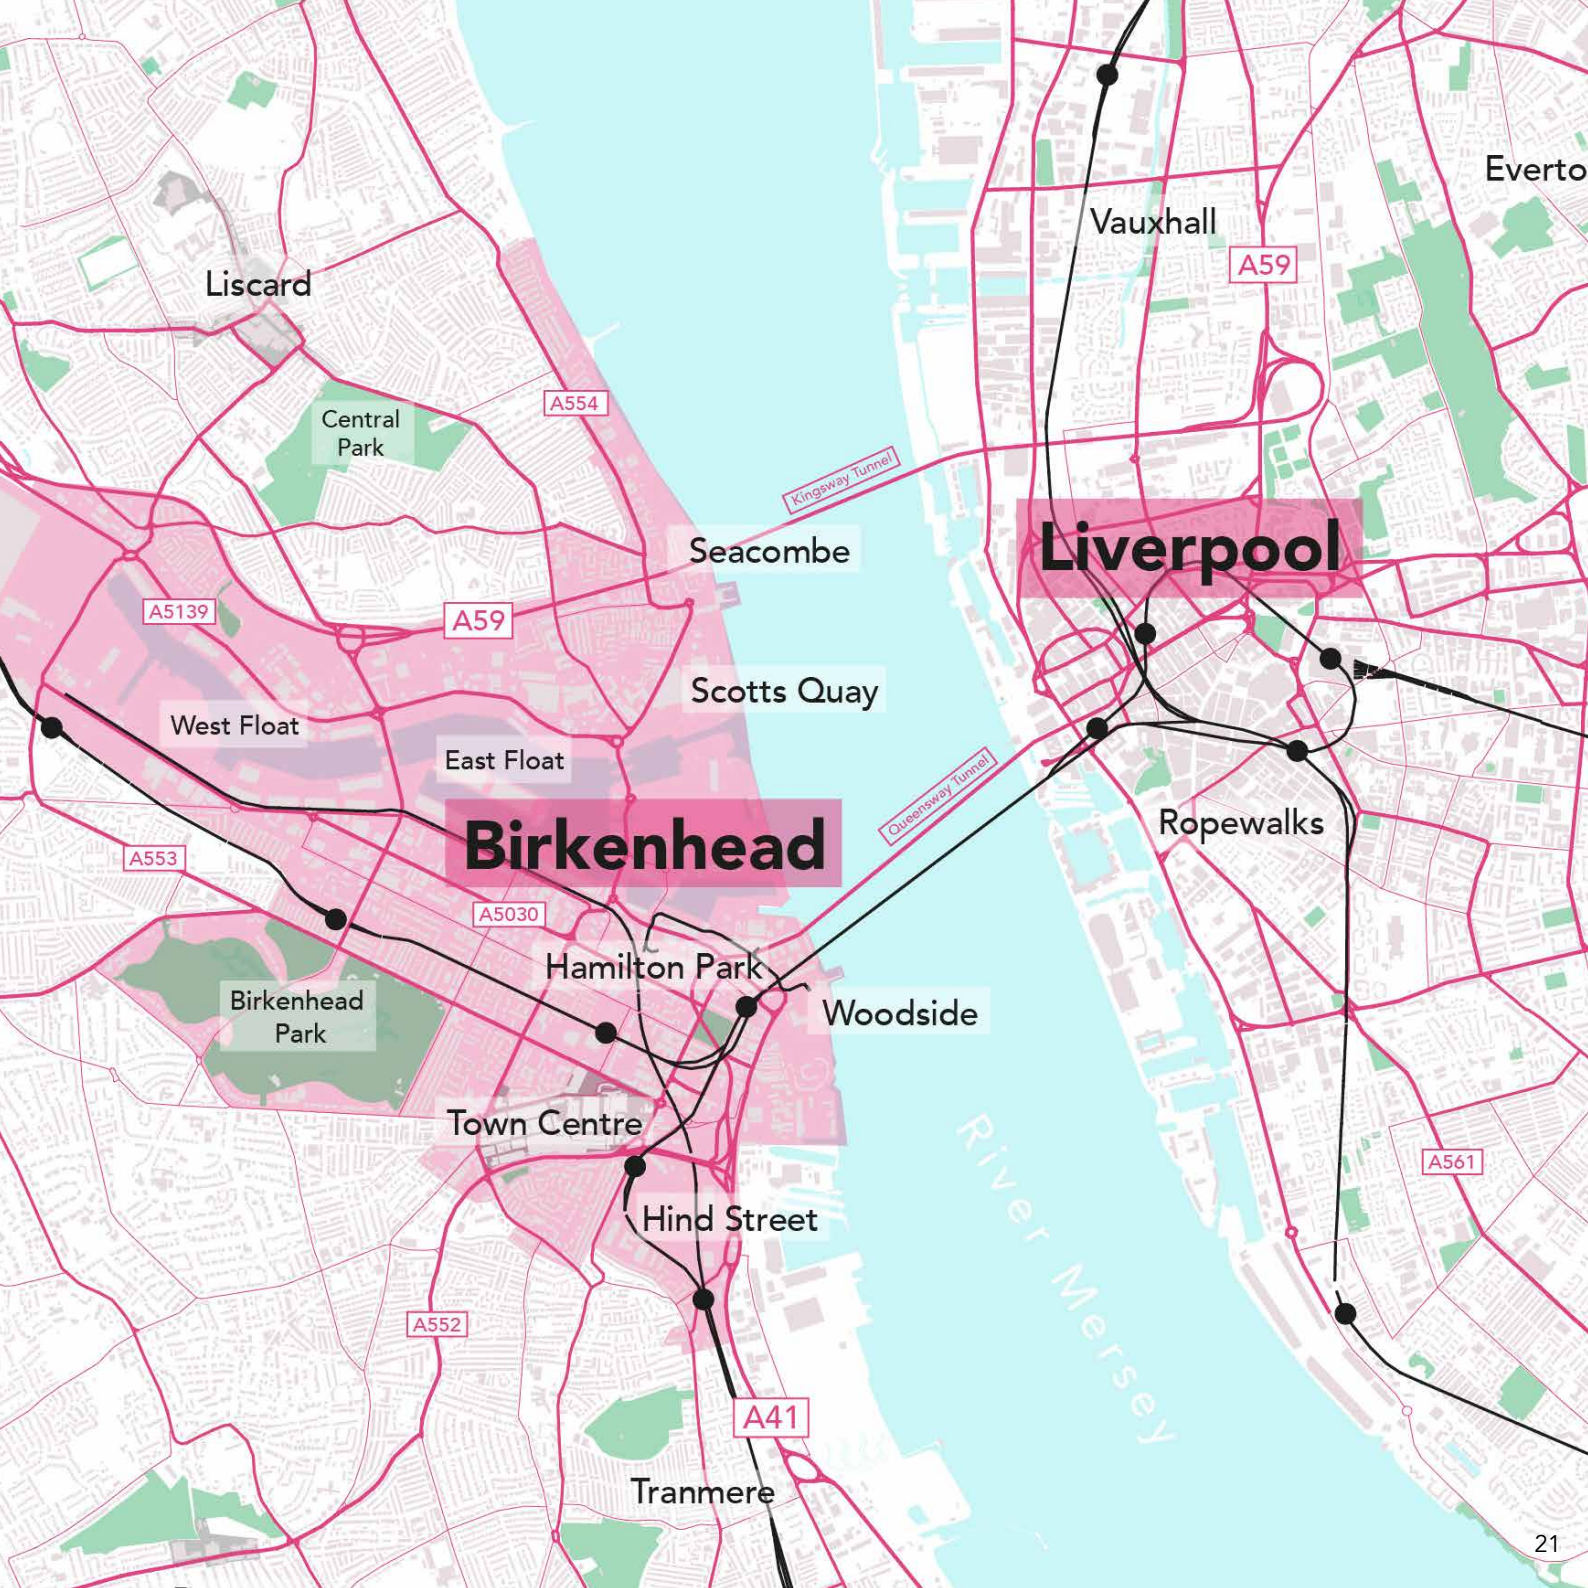 Everto
Vauxhall
A59
Liscard
A554
Central
Park
Kingsway Tunnel
Seacombe
Liverpool
A5139
A59
Scotts Quay
West Float
East Float
Queensway Tunnel
Ropewalks
Birkenhead
A553
A5030
Hamilton Park
Birkenhead
Park
Woodside
Town Centre
River Mersey
A561
Hind Street
A552
A41
Tranmere
21